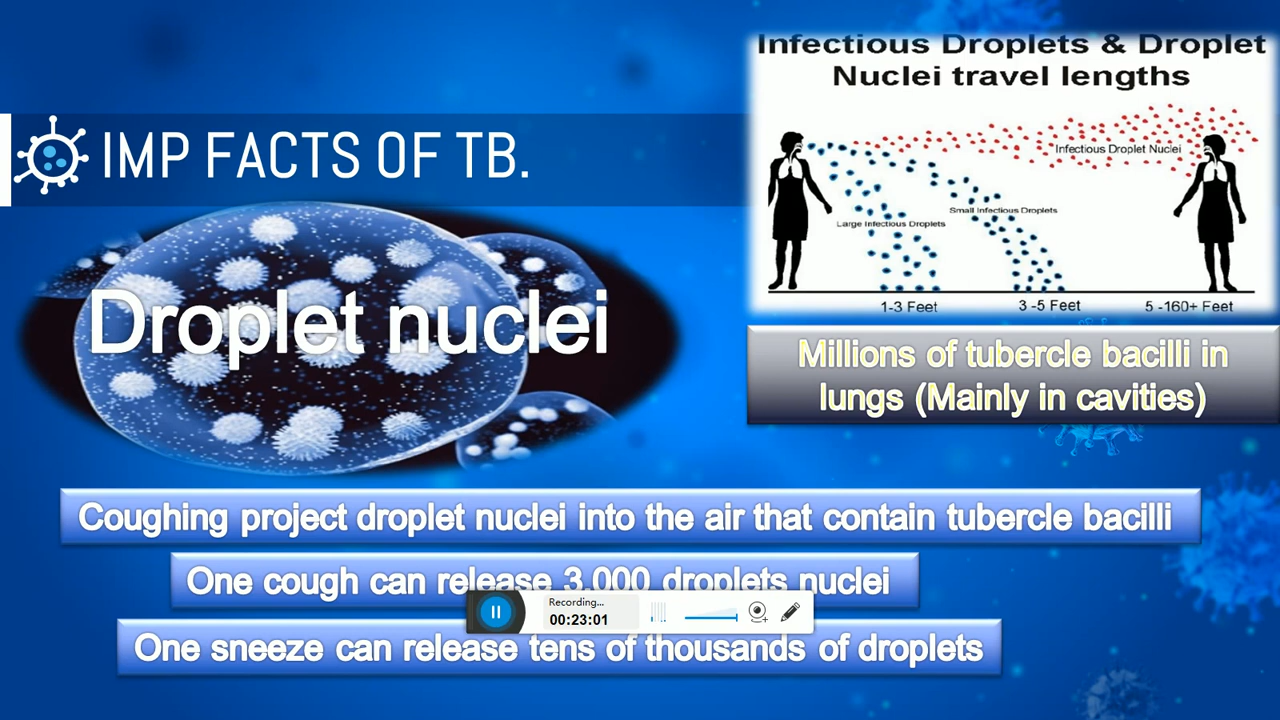 IMP FACTS OF TB.
Droplet nuclei
Infectious Droplets & Droplet
Nuclei travel lengths
Infectious Droplet Nuclei
Small Infectious Droplets
Large Infectious Droplets
1-3 Feet
3 -5 Feet
5 -160+ Feet
Millions of tubercle bacilli in
lungs (Mainly in cavities)
Coughing project droplet nuclei into the air that contain tubercle bacilli
One cough can release 3,000 droplets nuclei
Recording...
00:23:01
One sneeze can release tens of thousands of droplets